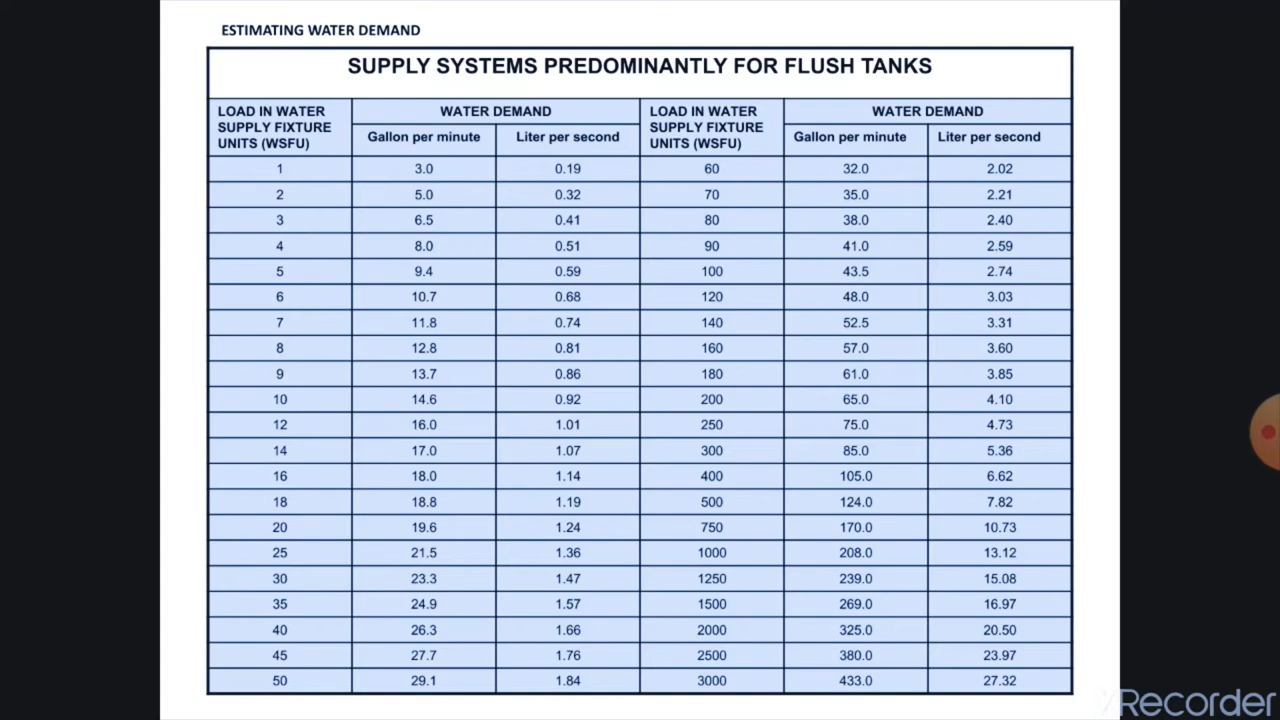 ESTIMATING WATER DEMAND
SUPPLY SYSTEMS PREDOMINANTLY FOR FLUSH TANKS
LOAD IN WATER SUPPLY FIXTURE UNITS (WSFU) WATER DEMAND LOAD IN WATER SUPPLY FIXTURE UNITS (WSFU) WATER DEMAND
Gallon per minute Liter per second Gallon per minute Liter per second
1 3.0 0.19 60 32.0 2.02
2 5.0 0.32 70 35.0 2.21
3 6.5 0.41 80 38.0 2.40
4 8.0 0.51 90 41.0 2.59
5 9.4 0.59 100 43.5 2.74
6 10.7 0.68 120 48.0 3.03
7 11.8 0.74 140 52.5 3.31
8 12.8 0.81 160 57.0 3.60
9 13.7 0.86 180 61.0 3.85
10 14.6 0.92 200 65.0 4.10
12 16.0 1.01 250 75.0 4.73
14 17.0 1.07 300 85.0 5.36
16 18.0 1.14 400 105.0 6.62
18 18.8 1.19 500 124.0 7.82
20 19.6 1.24 750 170.0 10.73
25 21.5 1.36 1000 208.0 13.12
30 23.3 1.47 1250 239.0 15.08
35 24.9 1.57 1500 269.0 16.97
40 26.3 1.66 2000 325.0 20.50
45 27.7 1.76 2500 380.0 23.97
50 29.1 1.84 3000 433.0 27.32
XRecorder